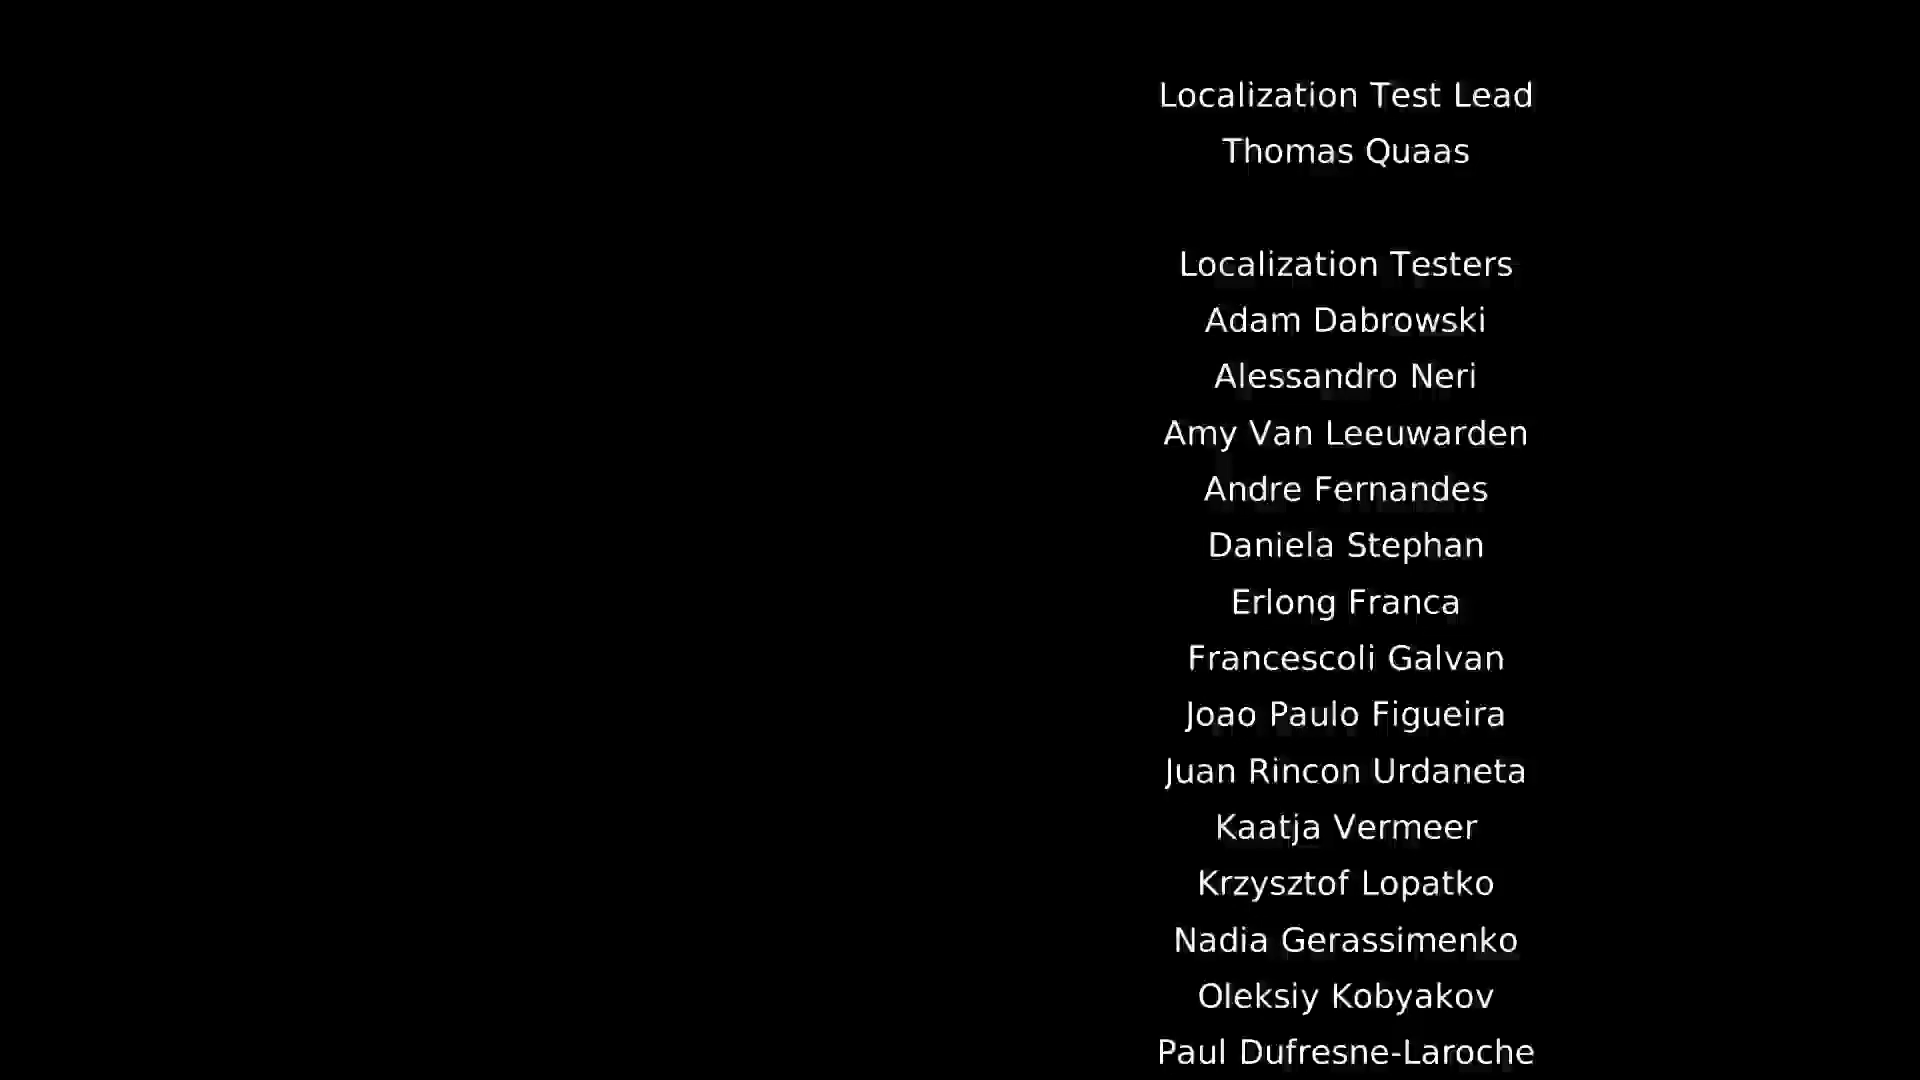 Localization Test Lead
Thomas Quaas
Localization Testers
Adam Dabrowski
Alessandro Neri
Amy Van Leeuwarden
Andre Fernandes
Daniela Stephan
Erlong Franca
Francescoli Galvan
Joao Paulo Figueira
Juan Rincon Urdaneta
Kaatja Vermeer
Krzysztof Lopatko
Nadia Gerassimenko
Oleksiy Kobyakov
Paul Dufresne-Laroche